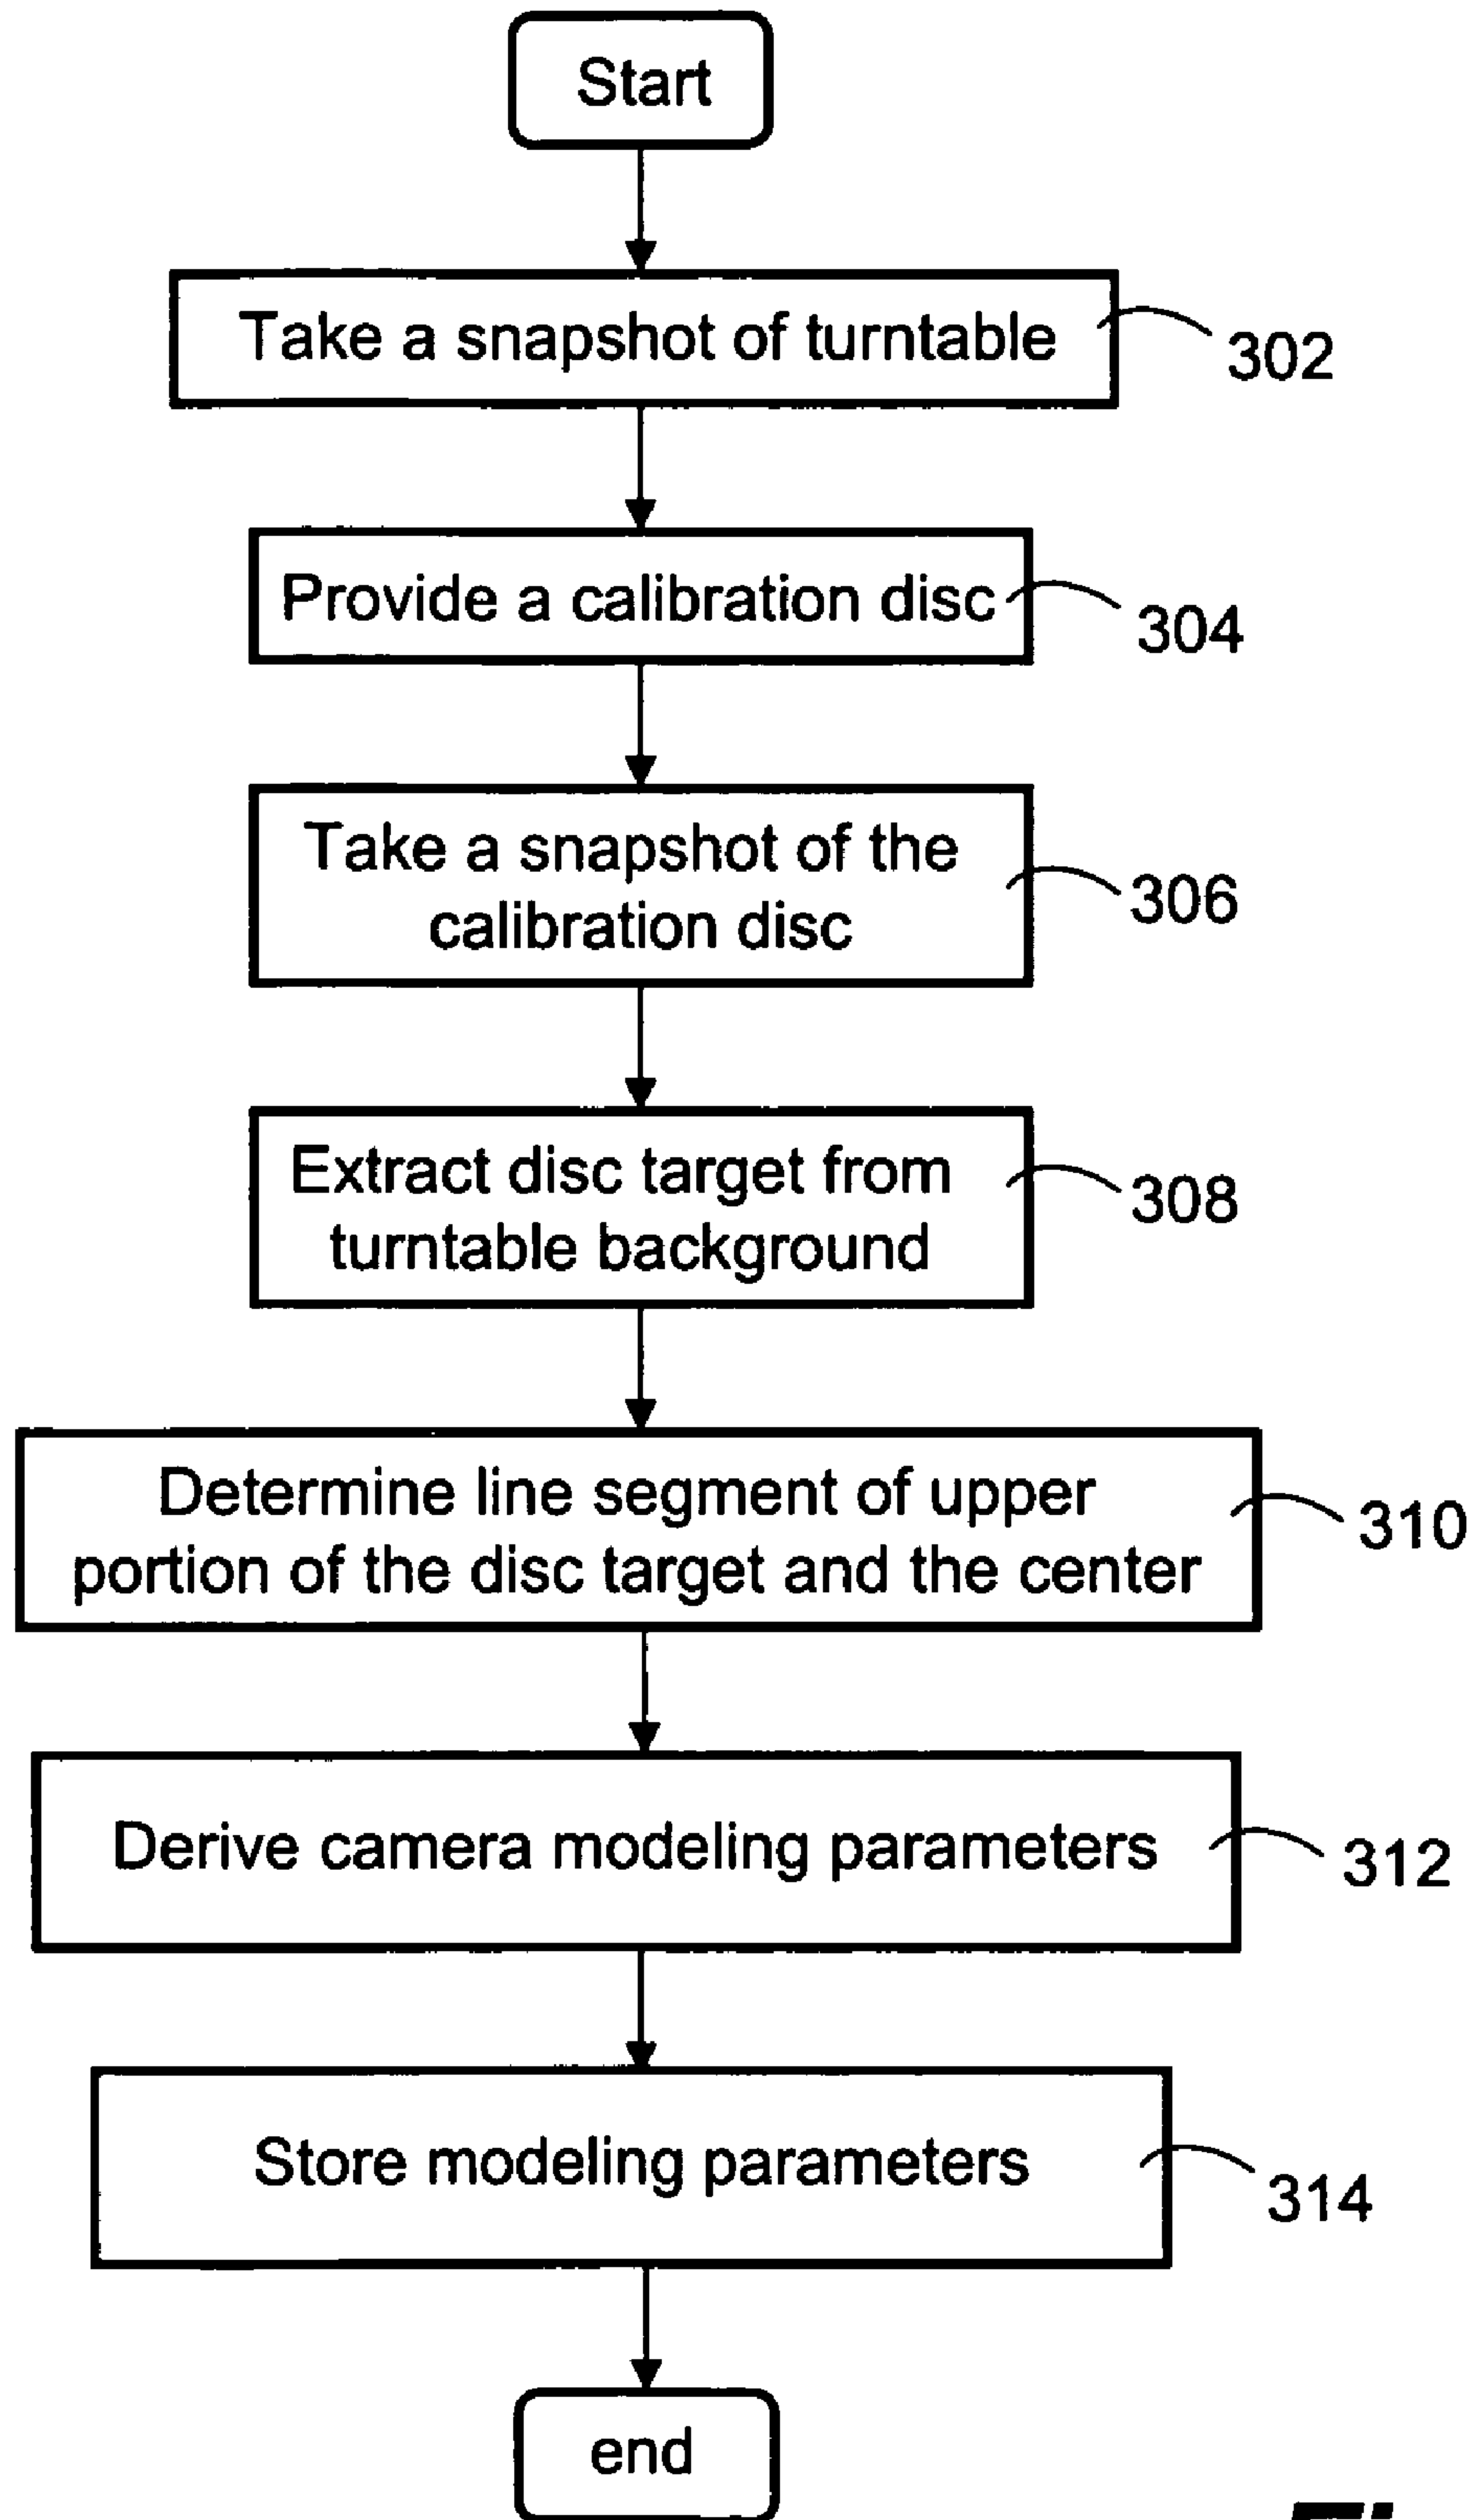 Start
Take a snapshot of turntable
302
Provide a calibration disc
304
Take a snapshot of the
calibration disc
306
Extract disc target from
turntable background
308
Determine line segment of upper
portion of the disc target and the center
310
Derive camera modeling parameters
312
Store modeling parameters
314
end